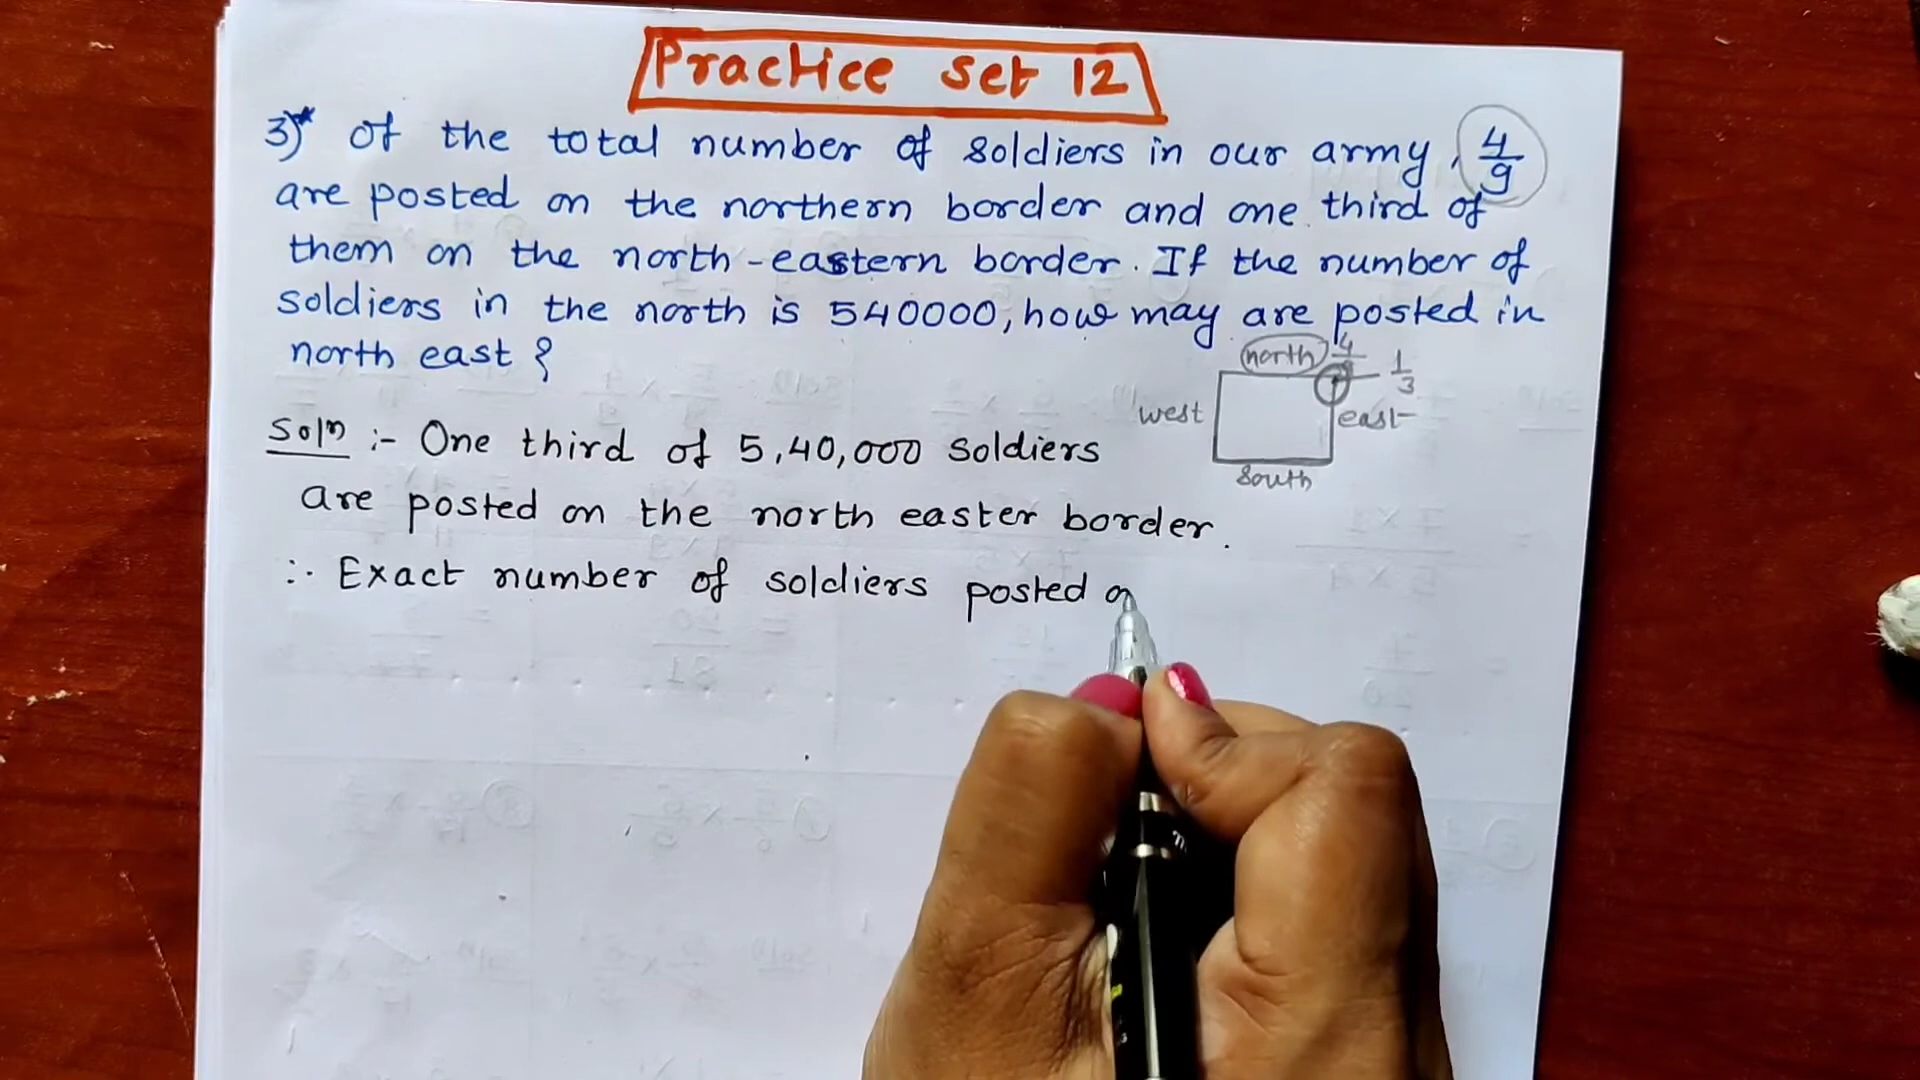 Practice Set 12
3)* Of the total number of soldiers in our army, 4/9
are posted on the northern border and one third of
them on the north-eastern border. If the number of
soldiers in the north is 540000, how may are posted in
north east ?
north 4/9 1/3
west east
south
Soln :- One third of 5,40,000 soldiers
are posted on the north easter border.
∴ Exact number of soldiers posted on